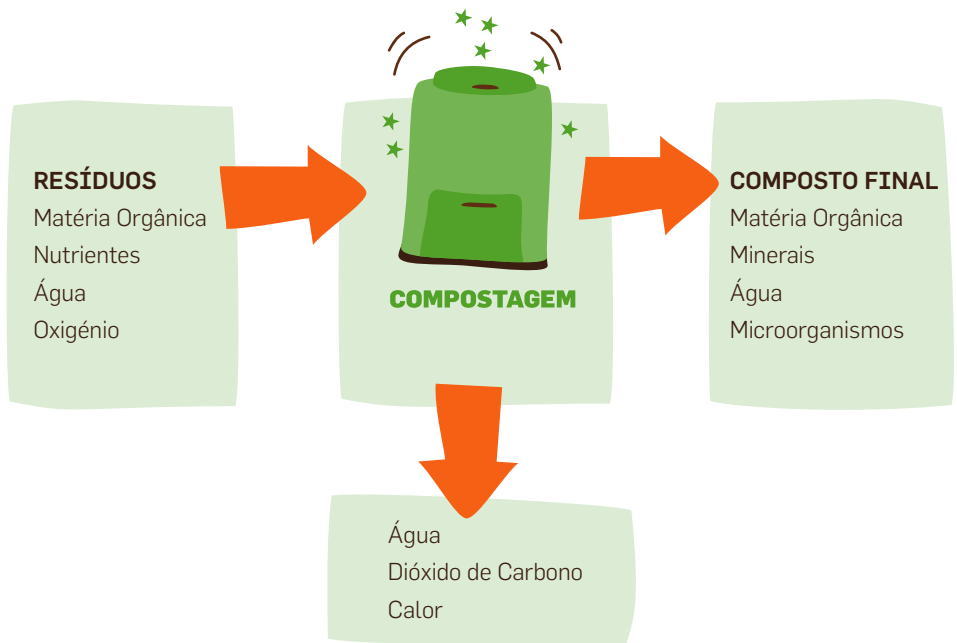 RESÍDUOS
Matéria Orgânica
Nutrientes
Água
Oxigénio
COMPOSTAGEM
COMPOSTO FINAL
Matéria Orgânica
Minerais
Água
Microorganismos
Água
Dióxido de Carbono
Calor